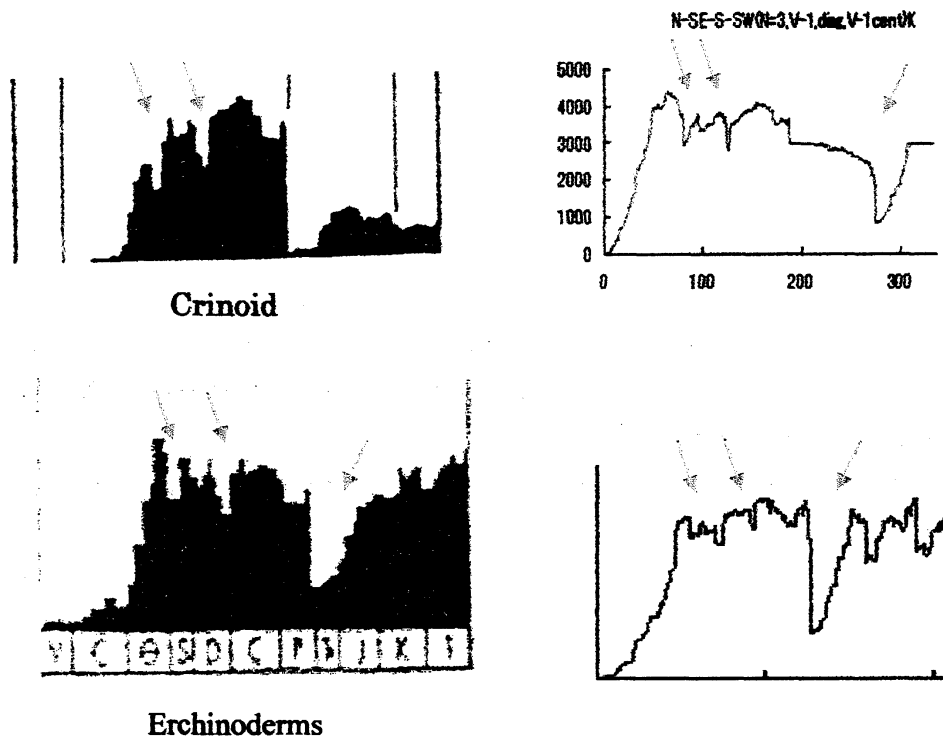 N-SE-S-SW(N=3,V-1,diag,V-1cent)K
5000
4000
3000
2000
1000
0
0 100 200 300
Crinoid
V C Θ S D C P J K
Erchinoderms